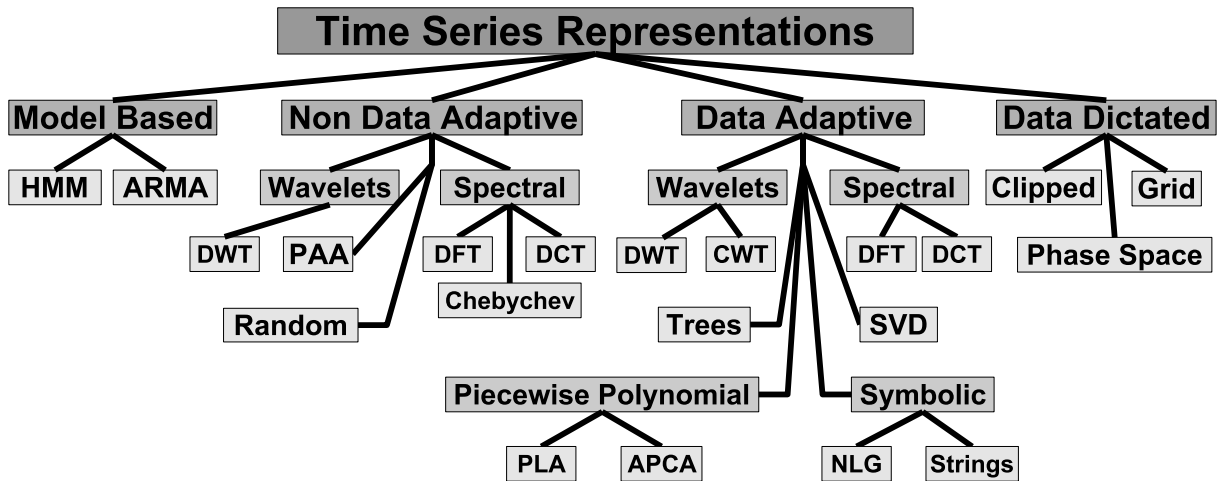 Time Series Representations
Model Based
Non Data Adaptive
Data Adaptive
Data Dictated
HMM
ARMA
Wavelets
Spectral
Wavelets
Spectral
Clipped
Grid
DWT
PAA
DFT
DCT
DWT
CWT
DFT
DCT
Phase Space
Chebychev
Random
Trees
SVD
Piecewise Polynomial
Symbolic
PLA
APCA
NLG
Strings